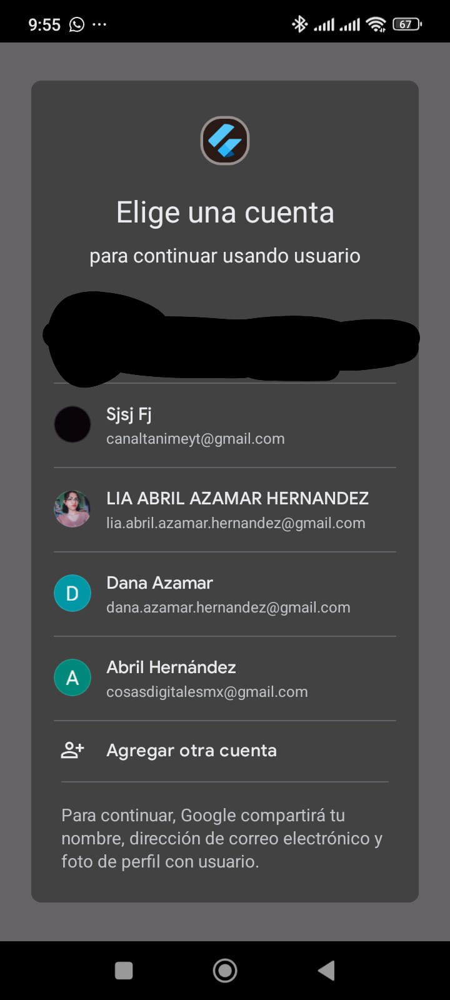 9:55
67
Elige una cuenta
para continuar usando usuario
Sjsj Fj
canaltanimeyt@gmail.com
LIA ABRIL AZAMAR HERNANDEZ
lia.abril.azamar.hernandez@gmail.com
D
Dana Azamar
dana.azamar.hernandez@gmail.com
A
Abril Hernández
cosasdigitalesmx@gmail.com
Agregar otra cuenta
Para continuar, Google compartirá tu
nombre, dirección de correo electrónico y
foto de perfil con usuario.